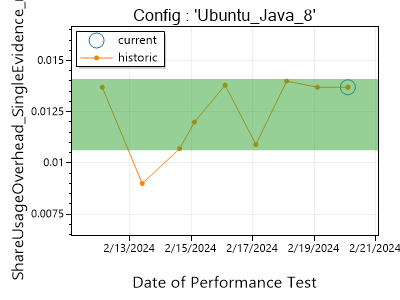 Config : 'Ubuntu_Java_8'
current
historic
ShareUsageOverhead_SingleEvidence_
0.015
0.0125
0.01
0.0075
2/13/2024
2/15/2024
2/17/2024
2/19/2024
2/21/2024
Date of Performance Test